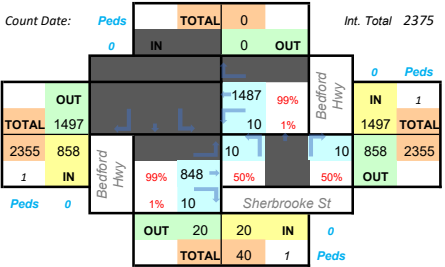 Count Date: Peds TOTAL 0 Int. Total 2375
0 IN 0 OUT
0 Peds
OUT 1487 99% Bedford Hwy IN 1
TOTAL 1497 10 1% 1497 TOTAL
2355 858 Bedford Hwy 10 10 858 2355
1 IN 99% 848 50% 50% OUT
Peds 0 1% 10 Sherbrooke St
OUT 20 20 IN 0
TOTAL 40 1 Peds